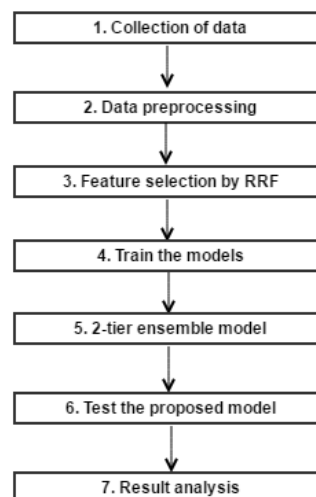 1. Collection of data
2. Data preprocessing
3. Feature selection by RRF
4. Train the models
5. 2-tier ensemble model
6. Test the proposed model
7. Result analysis